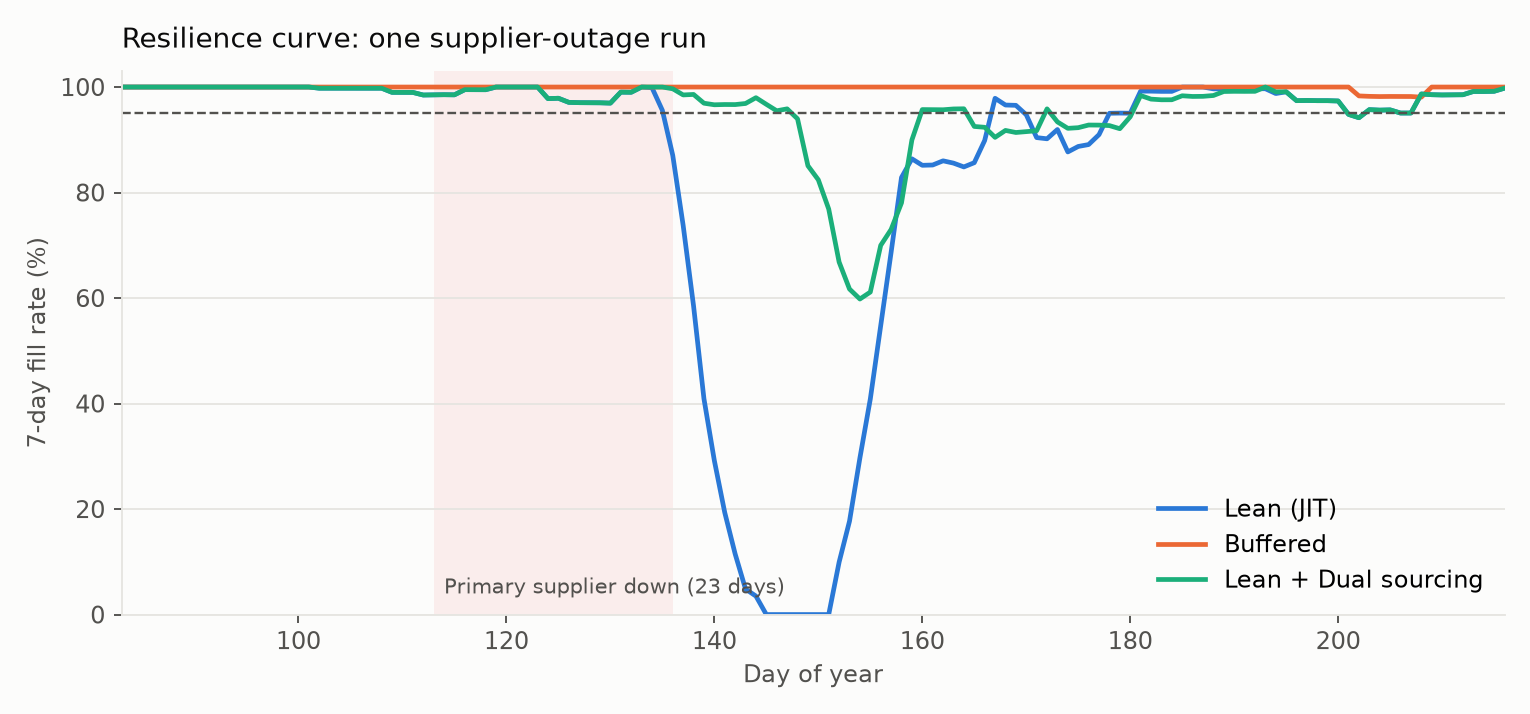 Resilience curve: one supplier-outage run
7-day fill rate (%)
100
80
60
40
20
0
Primary supplier down (23 days)
Lean (JIT)
Buffered
Lean + Dual sourcing
100
120
140
160
180
200
Day of year